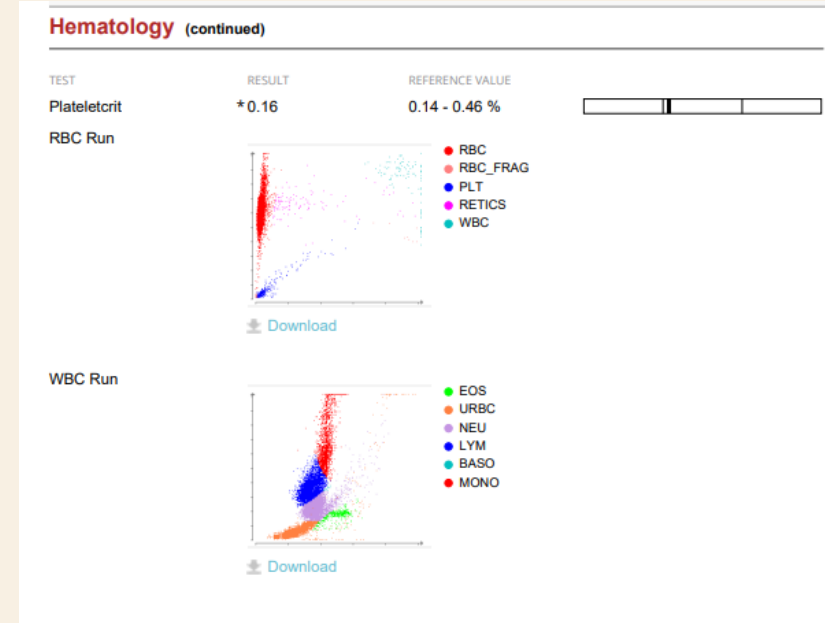 Hematology (continued)
TEST RESULT REFERENCE VALUE
Plateletcrit *0.16 0.14 - 0.46 %
RBC Run
RBC
RBC_FRAG
PLT
RETICS
WBC
Download
WBC Run
EOS
URBC
NEU
LYM
BASO
MONO
Download